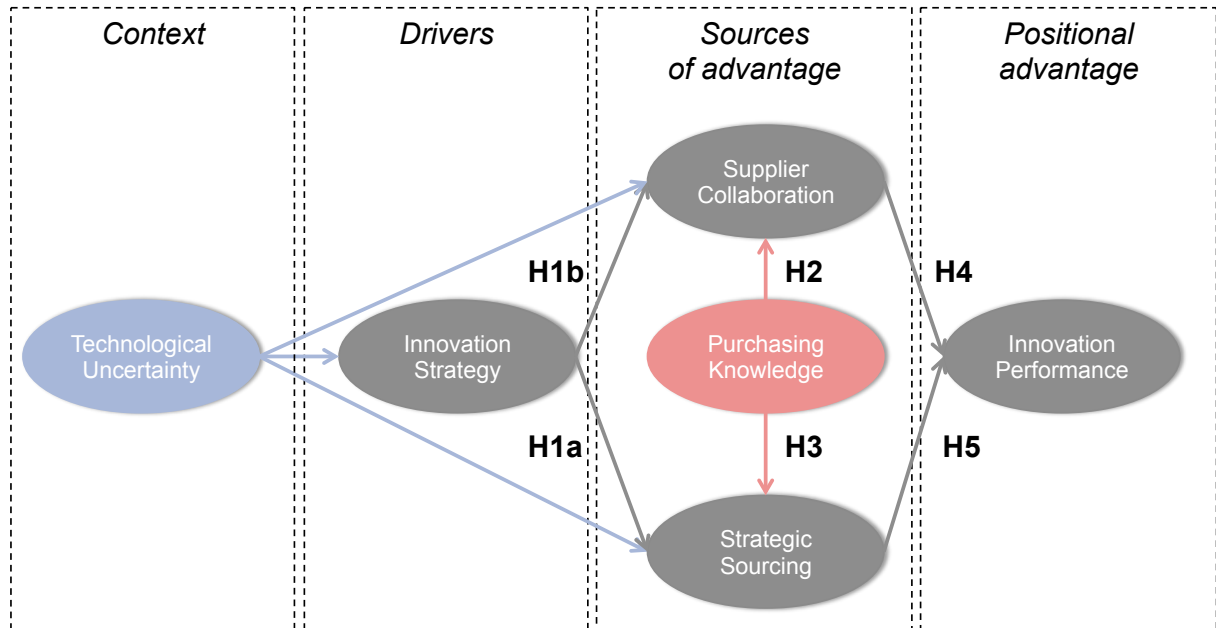 Context
Drivers
Sources
of advantage
Positional
advantage
Supplier
Collaboration
H1b
H2
H4
Technological
Uncertainty
Innovation
Strategy
Purchasing
Knowledge
Innovation
Performance
H1a
H3
H5
Strategic
Sourcing